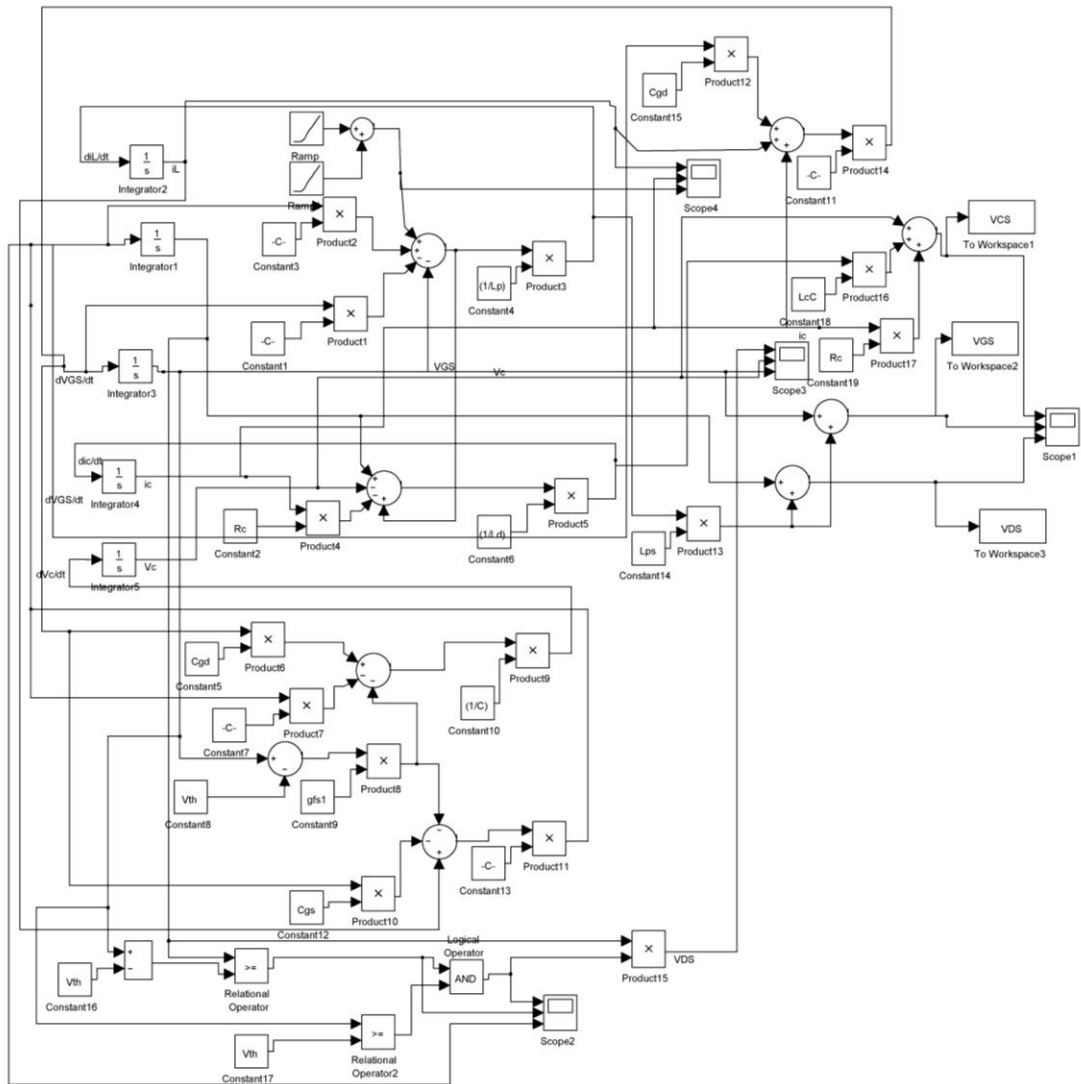 ×
Product12
Cgd
Constant15
+
+
+
×
Product14
-C-
Constant11
diL/dt
1
s
iL
Integrator2
Ramp
+
+
Scope4
×
Product2
-C-
Constant3
1
s
Integrator1
+
+
−
−
×
Product3
(1/Lp)
Constant4
+
+
+
VCS
To Workspace1
×
Product16
LcC
Constant18
×
Product1
-C-
Constant1
ic
×
Product17
Rc
Constant19
VGS
To Workspace2
1
s
dVGS/dt
Integrator3
VGS
Vc
Scope3
+
+
Scope1
dic/dt
1
s
ic
Integrator4
dVGS/dt
+
−
−
+
×
Product5
(1/Ld)
Constant6
Rc
Constant2
×
Product4
+
+
×
Product13
Lps
Constant14
VDS
To Workspace3
1
s
Vc
dVc/dt
Integrator5
×
Product6
Cgd
Constant5
+
−
−
×
Product9
(1/C)
Constant10
×
Product7
-C-
Constant7
+
−
×
Product8
Vth
Constant8
gfs1
Constant9
−
−
+
×
Product11
-C-
Constant13
×
Product10
Cgs
Constant12
+
−
Vth
Constant16
>=
Relational
Operator
Logical
Operator
AND
×
Product15
VDS
Scope2
>=
Relational
Operator2
Vth
Constant17